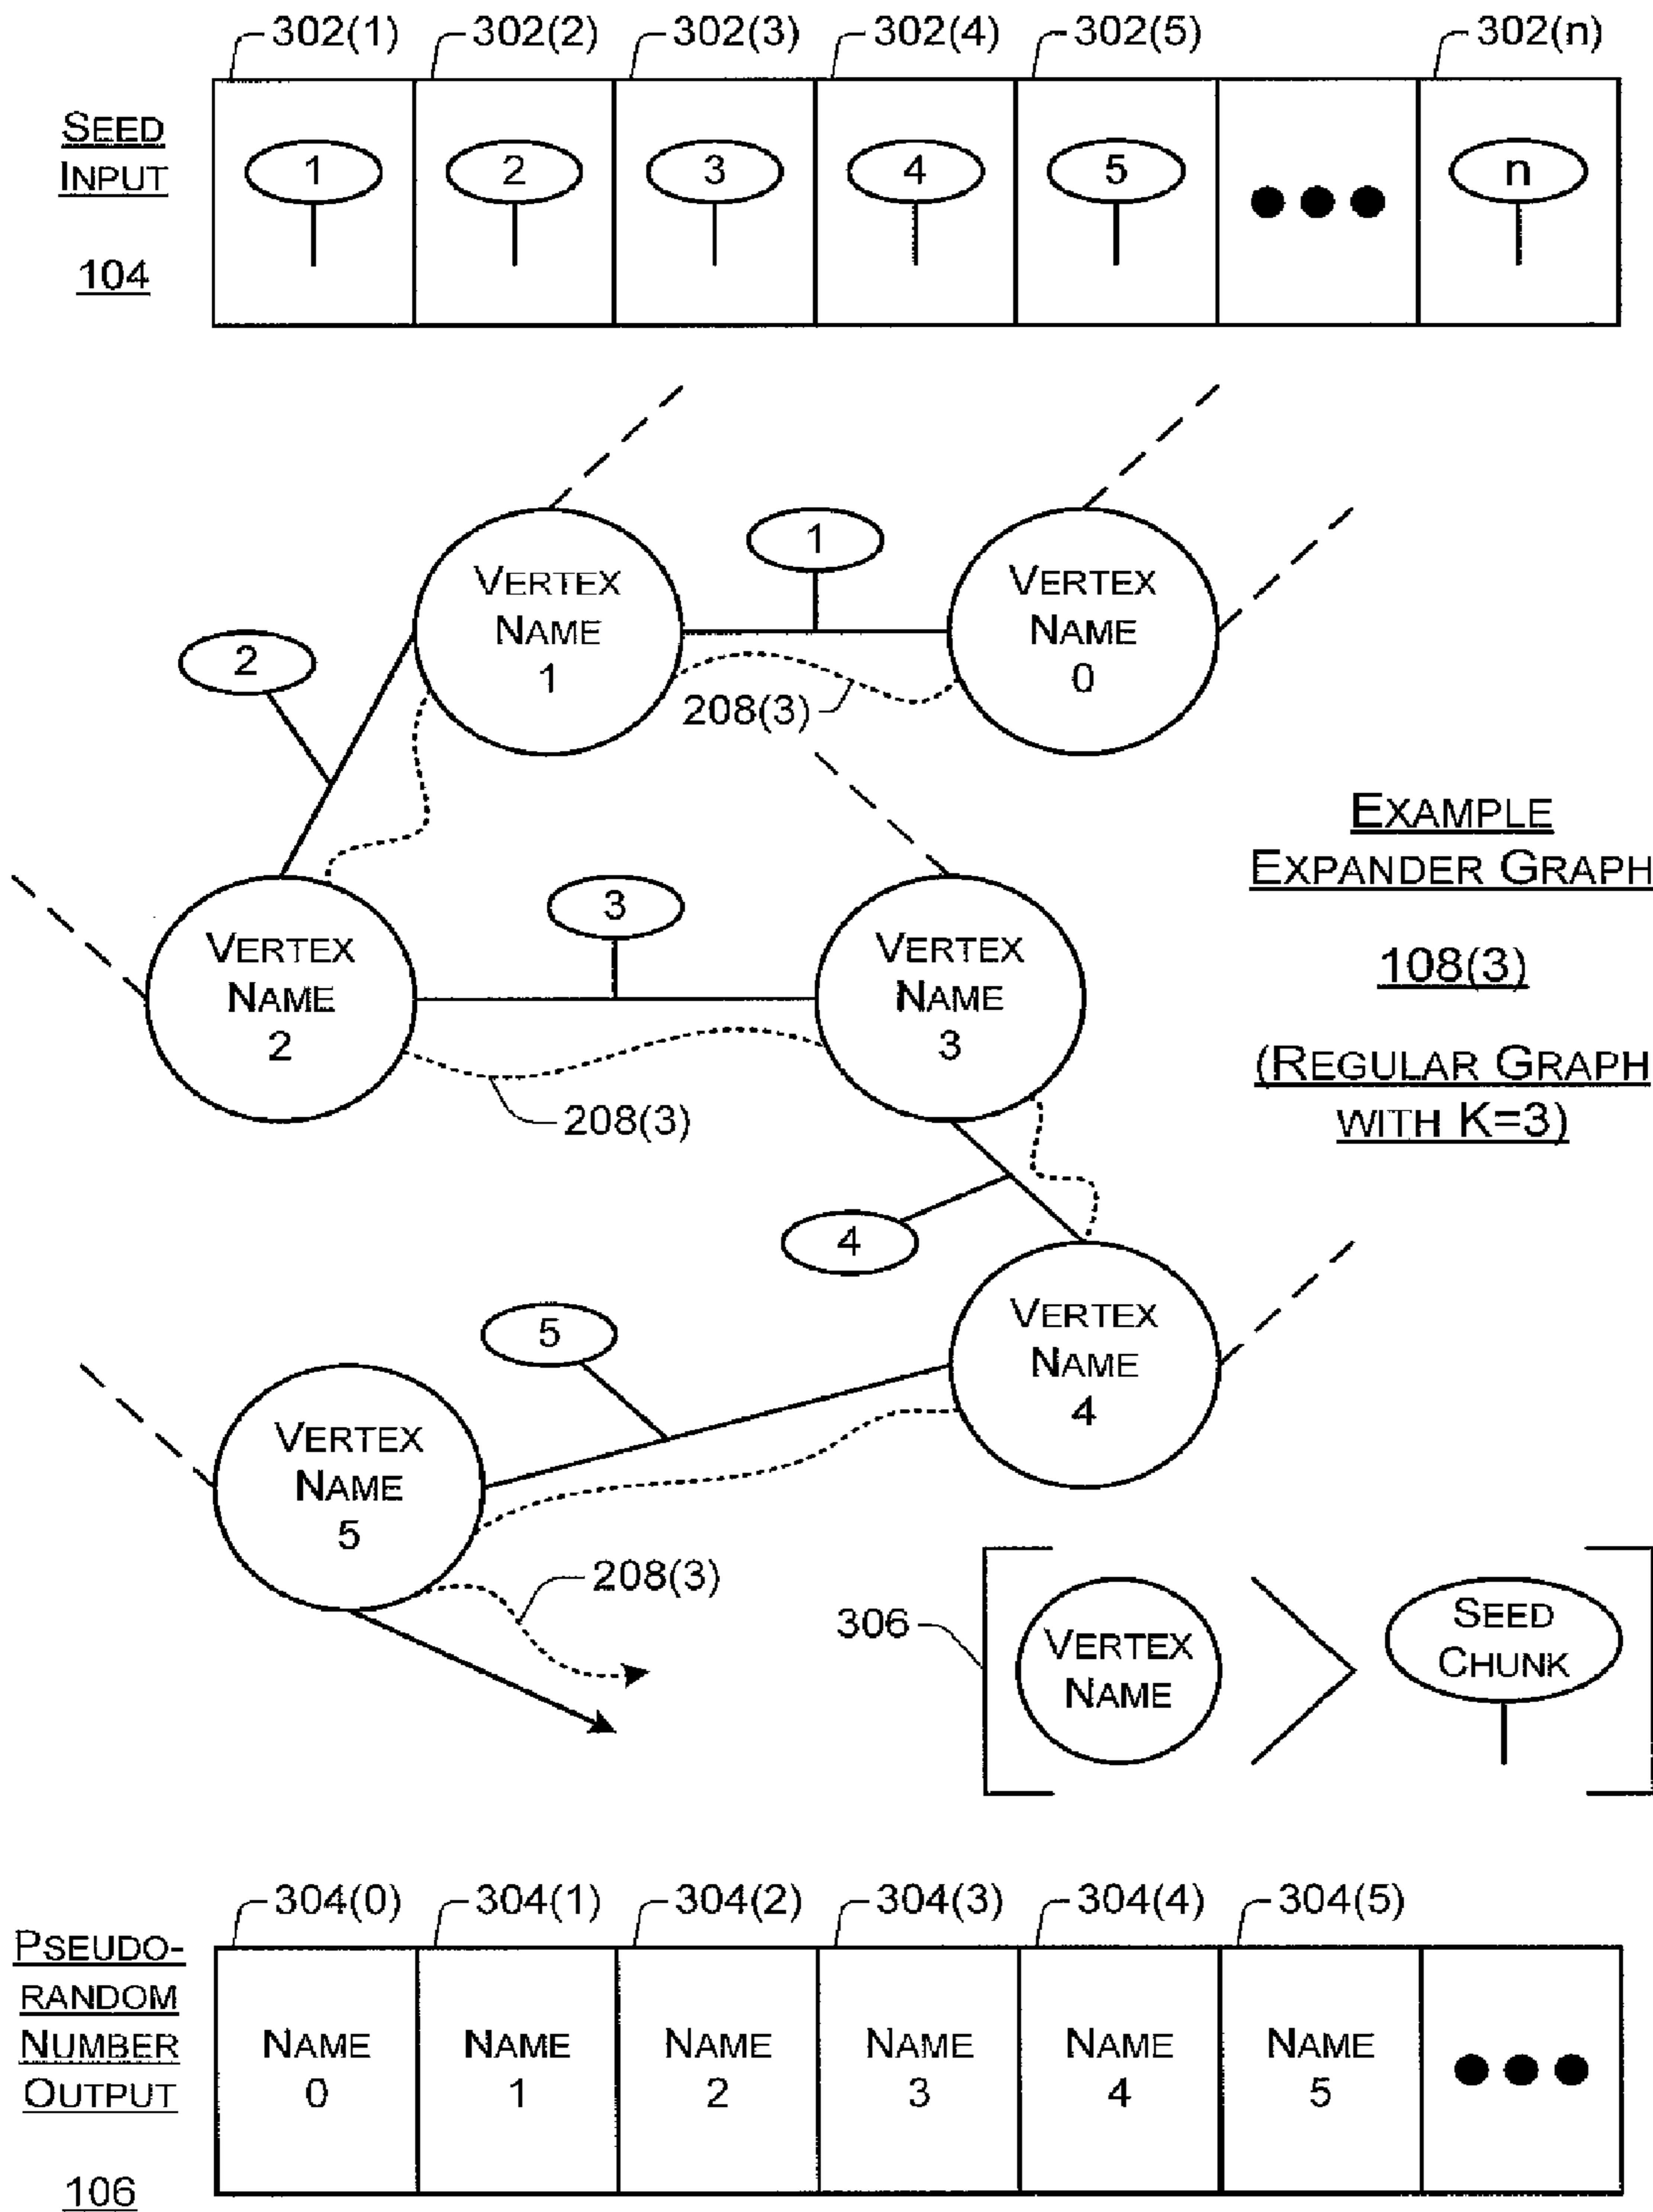 302(1) 302(2) 302(3) 302(4) 302(5) 302(n)
SEED
INPUT
104
1 2 3 4 5 n
1
VERTEX
NAME
1
VERTEX
NAME
0
2
208(3)
EXAMPLE
EXPANDER GRAPH
108(3)
(REGULAR GRAPH
WITH K=3)
3
VERTEX
NAME
2
VERTEX
NAME
3
208(3)
4
VERTEX
NAME
4
5
VERTEX
NAME
5
208(3)
306
VERTEX
NAME
SEED
CHUNK
304(0) 304(1) 304(2) 304(3) 304(4) 304(5)
PSEUDO-
RANDOM
NUMBER
OUTPUT
106
NAME
0
NAME
1
NAME
2
NAME
3
NAME
4
NAME
5